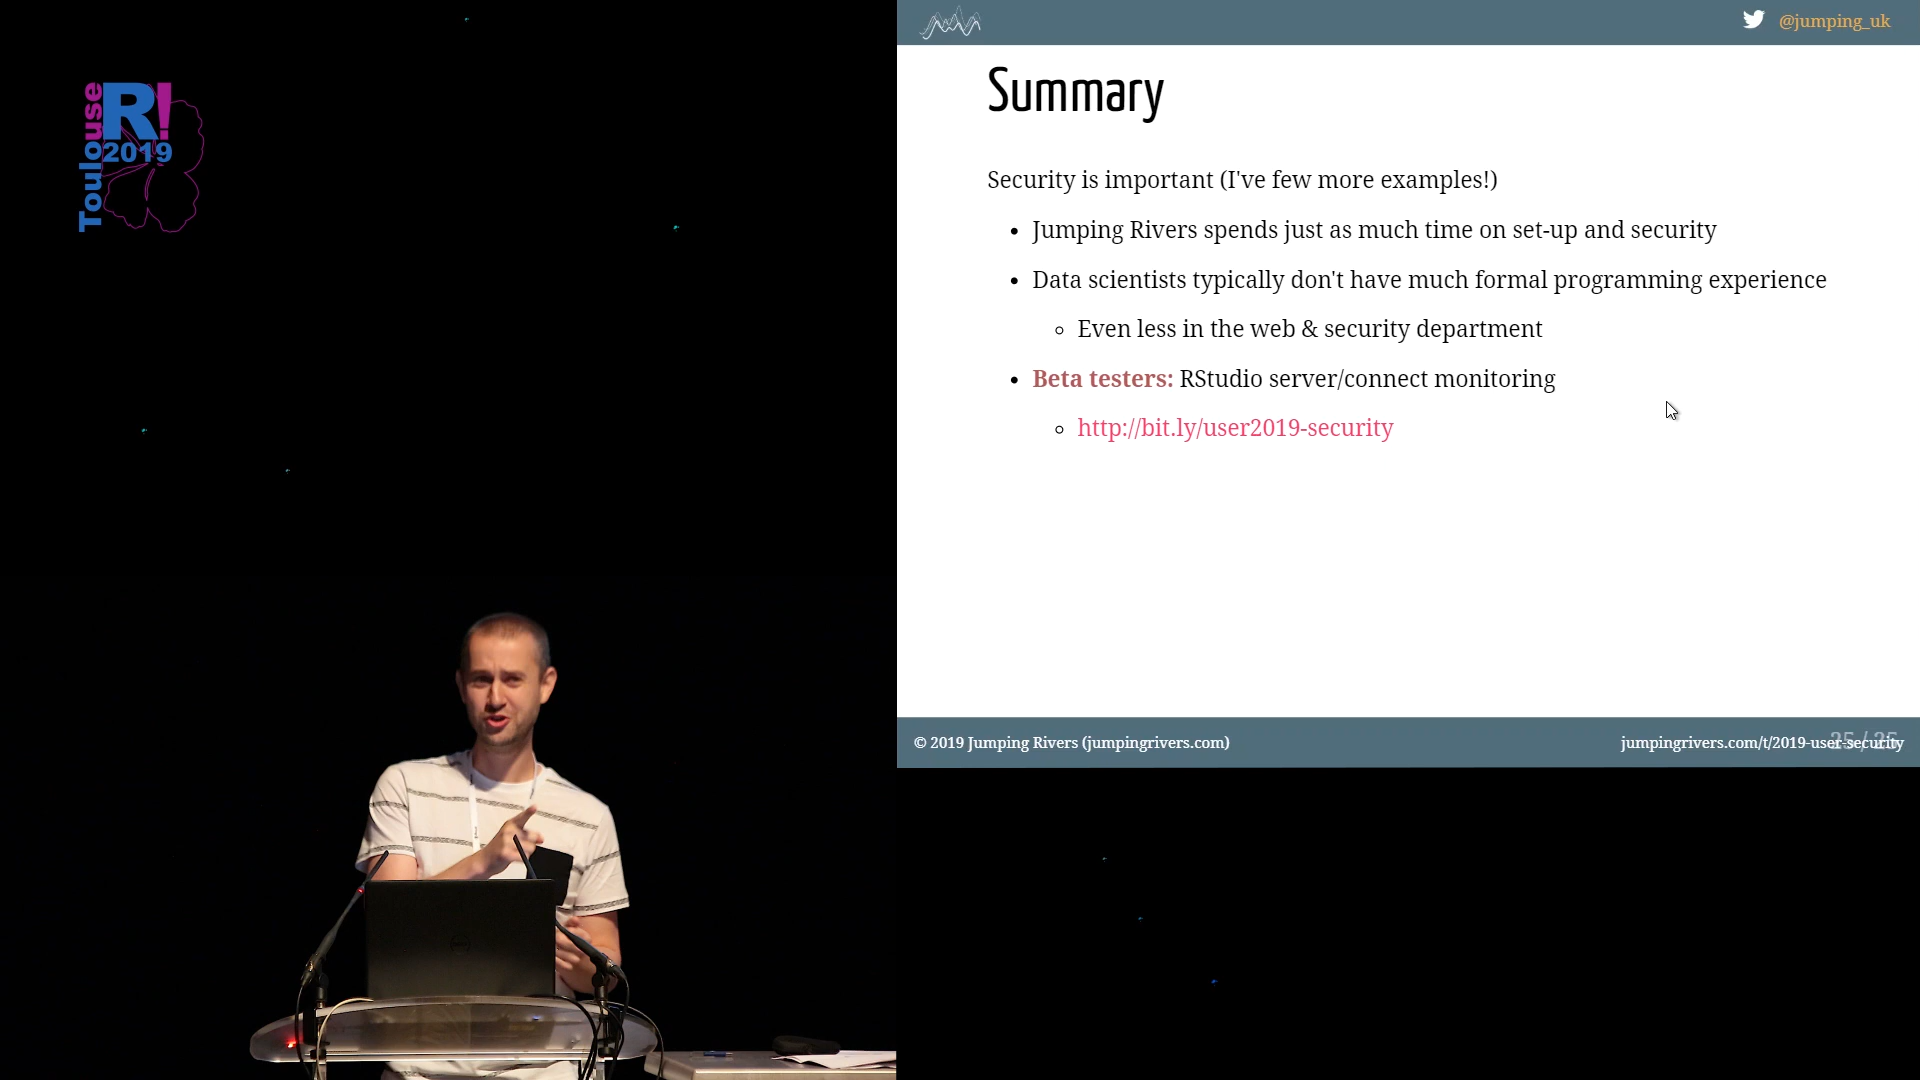 Toulouse
R!
2019
@jumping_uk
Summary
Security is important (I've few more examples!)
Jumping Rivers spends just as much time on set-up and security
Data scientists typically don't have much formal programming experience
Even less in the web & security department
Beta testers: RStudio server/connect monitoring
http://bit.ly/user2019-security
© 2019 Jumping Rivers (jumpingrivers.com)
jumpingrivers.com/t/2019-user-security
25 / 25